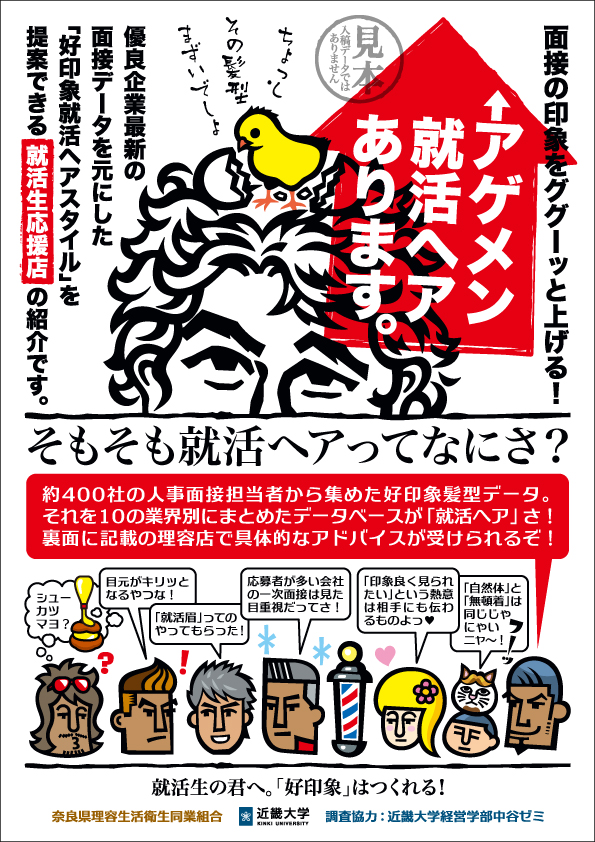 面接の印象をググーッと上げる！
↑アゲメン
就活ヘア
あります。
見本
入稿データでは
ありません
ちょっと
その髪型
まずいでしょ
優良企業最新の
面接データを元にした
「好印象就活ヘアスタイル」を
提案できる就活生応援店の紹介です。
そもそも就活ヘアってなにさ？
約400社の人事面接担当者から集めた好印象髪型データ。
それを10の業界別にまとめたデータベースが「就活ヘア」さ！
裏面に記載の理容店で具体的なアドバイスが受けられるぞ！
シュー
カツ
マヨ？
目元がキリッと
なるやつな！
「就活眉」っての
やってもらった！
応募者が多い会社
の一次面接は見た
目重視だってさ！
「印象良く見られ
たい」という熱意
は相手にも伝わ
るものよっ♥
「自然体」と
「無頓着」は
同じじゃ
にゃい
ニャ〜！
フーッ
?
!
就活生の君へ。「好印象」はつくれる！
奈良県理容生活衛生同業組合
近畿大学
KINKI UNIVERSITY
調査協力：近畿大学経営学部中谷ゼミ